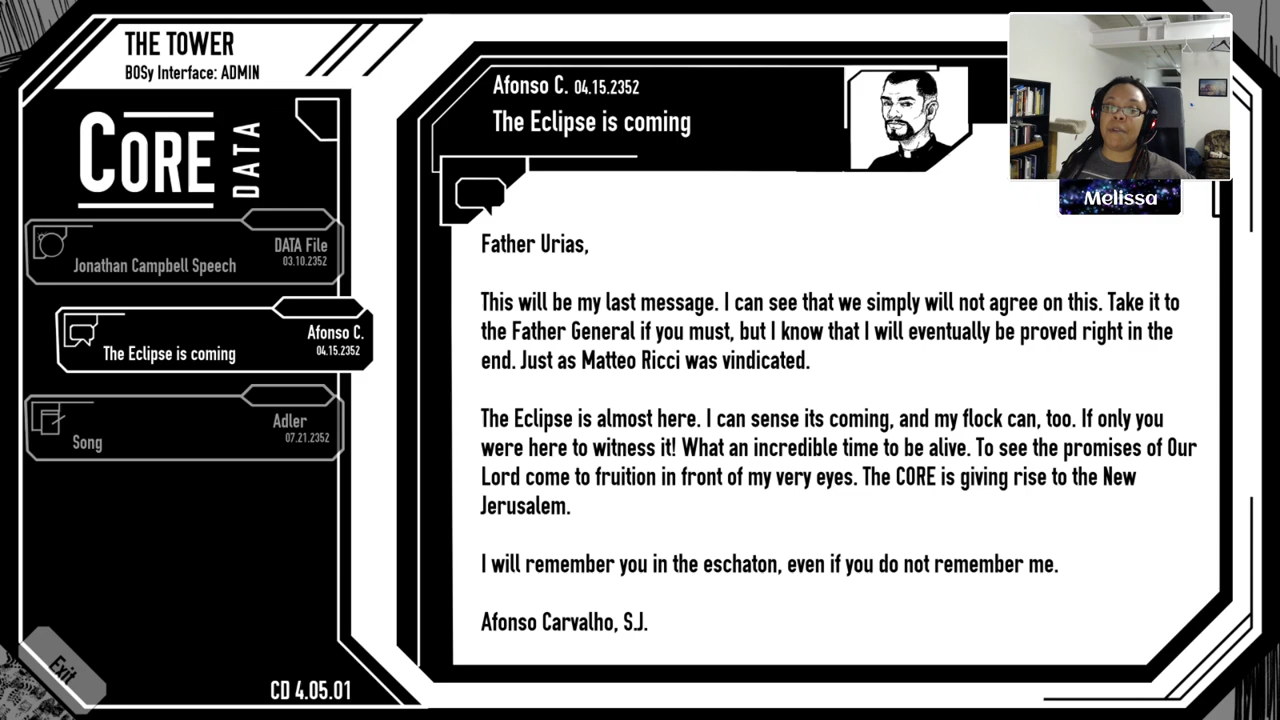 THE TOWER
BOSy Interface: ADMIN
CORE
DATA
DATA File
03.10.2352
Jonathan Campbell Speech
Afonso C.
04.15.2352
The Eclipse is coming
Adler
07.21.2352
Song
Exit
CD 4.05.01
Afonso C. 04.15.2352
The Eclipse is coming
Melissa
Father Urias,
This will be my last message. I can see that we simply will not agree on this. Take it to
the Father General if you must, but I know that I will eventually be proved right in the
end. Just as Matteo Ricci was vindicated.
The Eclipse is almost here. I can sense its coming, and my flock can, too. If only you
were here to witness it! What an incredible time to be alive. To see the promises of Our
Lord come to fruition in front of my very eyes. The CORE is giving rise to the New
Jerusalem.
I will remember you in the eschaton, even if you do not remember me.
Afonso Carvalho, S.J.